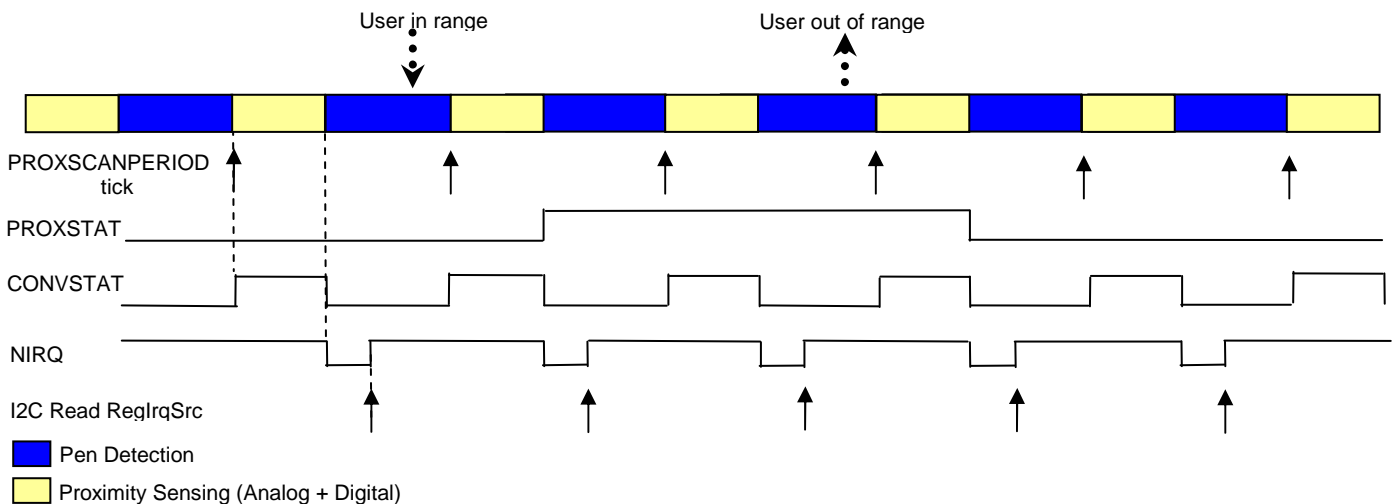 User in range
User out of range
PROXSCANPERIOD
tick
PROXSTAT
CONVSTAT
NIRQ
I2C Read RegIrqSrc
Pen Detection
Proximity Sensing (Analog + Digital)